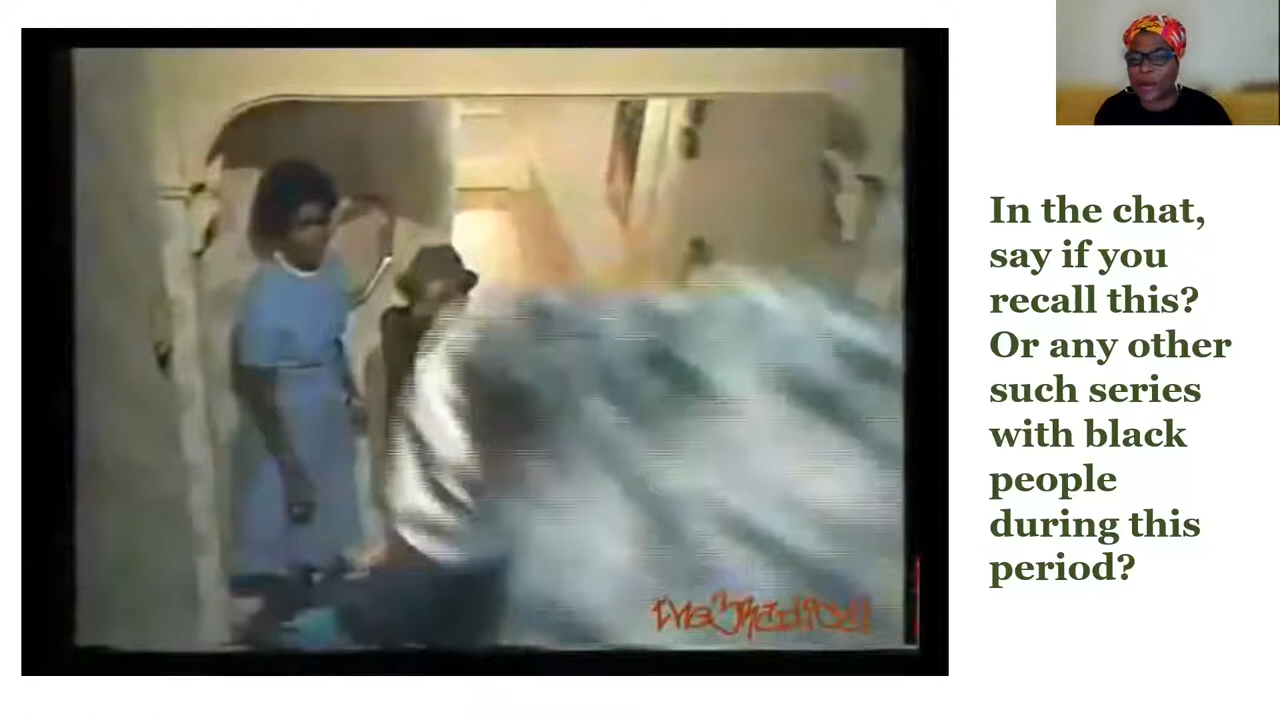 In the chat,
say if you
recall this?
Or any other
such series
with black
people
during this
period?